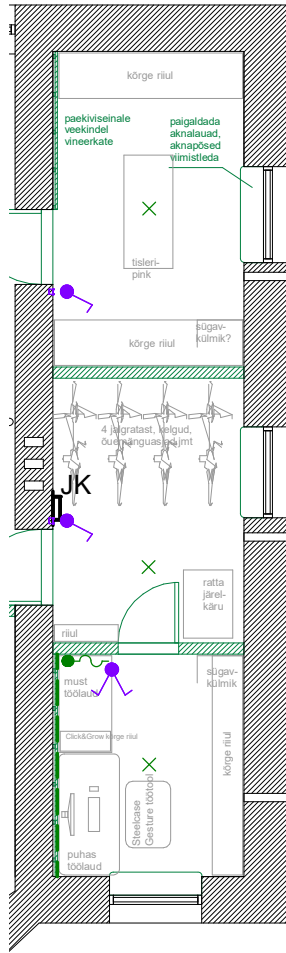 kõrge riiul
paekiviseinale
veekindel
vineerkate
paigaldada
aknalauad,
aknapõsed
viimistleda
tisleri-
pink
sügav-
külmik?
kõrge riiul
4 jalgratast, kelgud,
õuemänguasjad jmt
JK
ratta
järel-
käru
riiul
must
töölaud
sügav-
külmik
Click&Grow kõrge riiul
kõrge riiul
Steelcase
Gesture töötool
puhas
töölaud